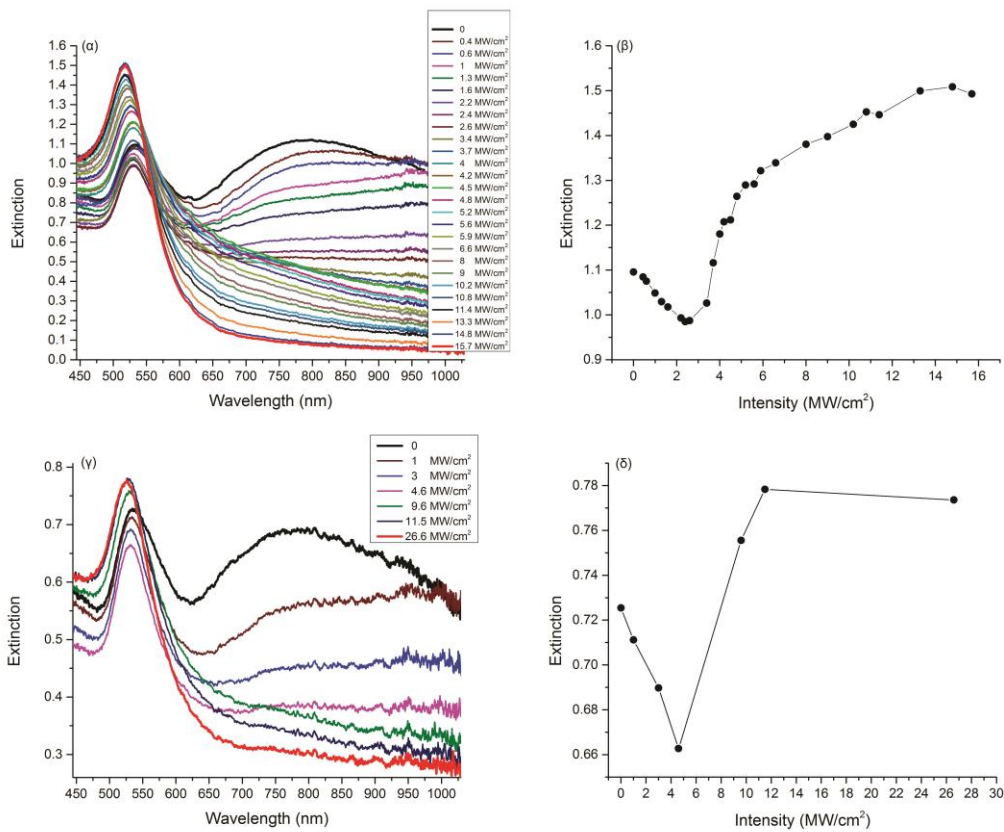 (α)
0
0.4 MW/cm²
0.6 MW/cm²
1 MW/cm²
1.3 MW/cm²
1.6 MW/cm²
2.2 MW/cm²
2.4 MW/cm²
2.6 MW/cm²
3.4 MW/cm²
3.7 MW/cm²
4 MW/cm²
4.2 MW/cm²
4.5 MW/cm²
4.8 MW/cm²
5.2 MW/cm²
5.6 MW/cm²
5.9 MW/cm²
6.6 MW/cm²
8 MW/cm²
9 MW/cm²
10.2 MW/cm²
10.8 MW/cm²
11.4 MW/cm²
13.3 MW/cm²
14.8 MW/cm²
15.7 MW/cm²
1.6
1.5
1.4
1.3
1.2
1.1
1.0
0.9
0.8
0.7
0.6
0.5
0.4
0.3
0.2
0.1
0.0
Extinction
450 500 550 600 650 700 750 800 850 900 950 1000
Wavelength (nm)
(β)
1.6
1.5
1.4
1.3
1.2
1.1
1.0
0.9
Extinction
0 2 4 6 8 10 12 14 16
Intensity (MW/cm²)
(γ)
0
1 MW/cm²
3 MW/cm²
4.6 MW/cm²
9.6 MW/cm²
11.5 MW/cm²
26.6 MW/cm²
0.8
0.7
0.6
0.5
0.4
0.3
Extinction
450 500 550 600 650 700 750 800 850 900 950 1000
Wavelength (nm)
(δ)
0.78
0.76
0.74
0.72
0.70
0.68
0.66
Extinction
0 2 4 6 8 10 12 14 16 18 20 22 24 26 28 30
Intensity (MW/cm²)